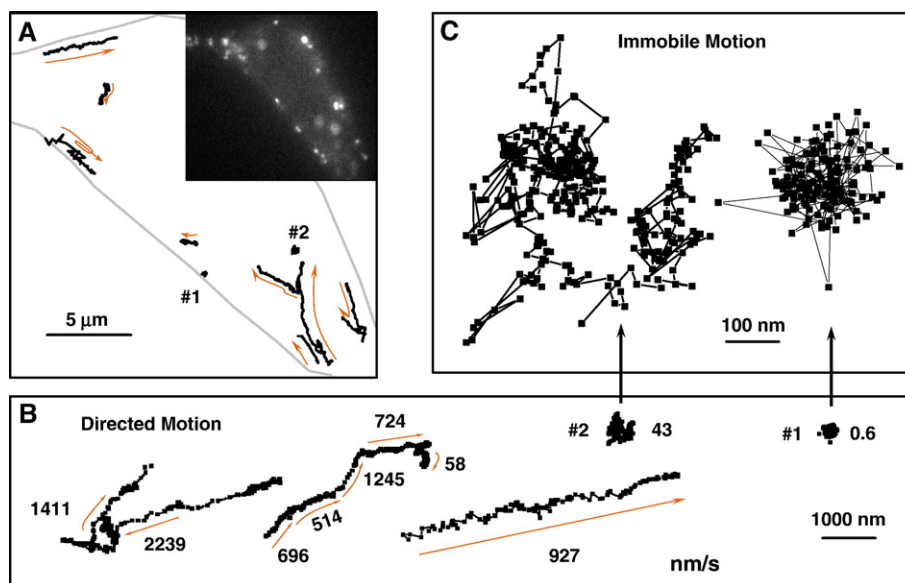 A
#2
#1
5 μm
C
Immobile Motion
100 nm
B
Directed Motion
1411
2239
696
514
1245
724
58
927
#2 43
#1 0.6
1000 nm
nm/s